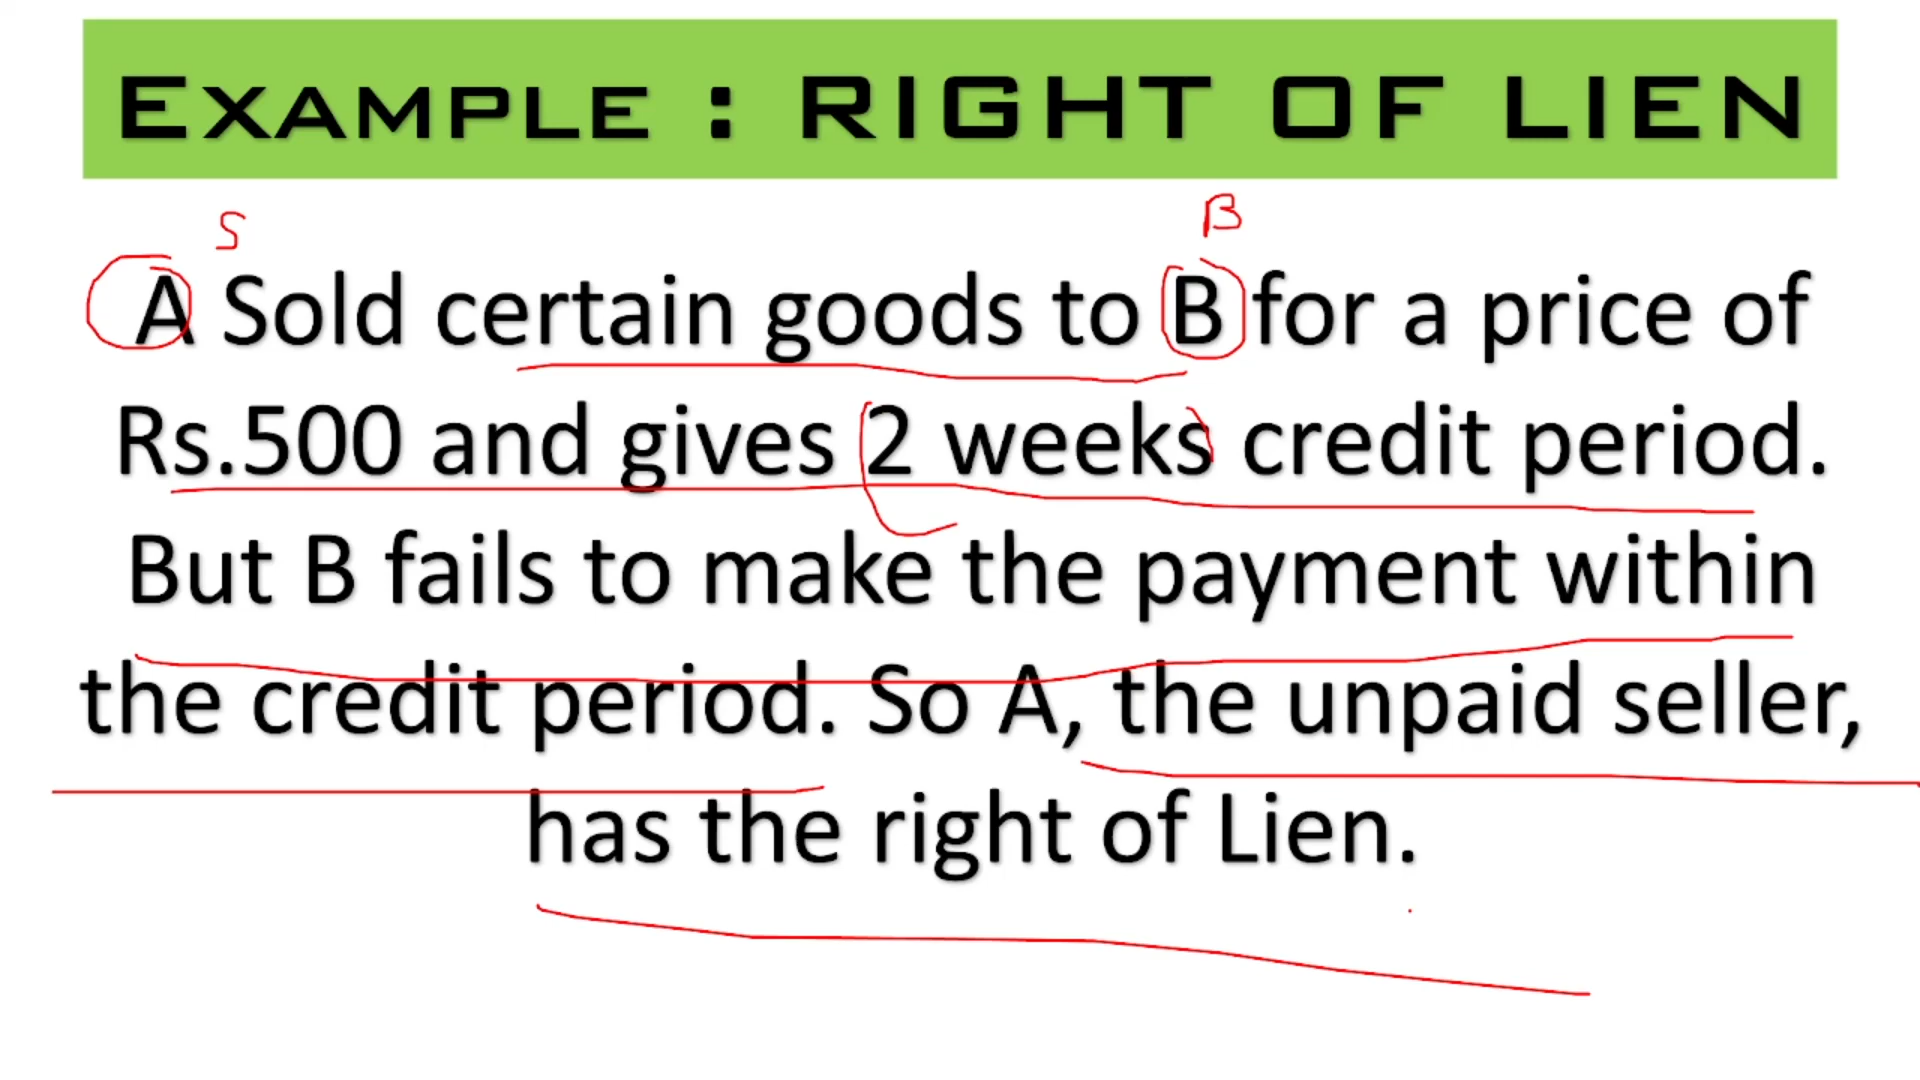 EXAMPLE : RIGHT OF LIEN
S B
A Sold certain goods to B for a price of
Rs.500 and gives 2 weeks credit period.
But B fails to make the payment within
the credit period. So A, the unpaid seller,
has the right of Lien.